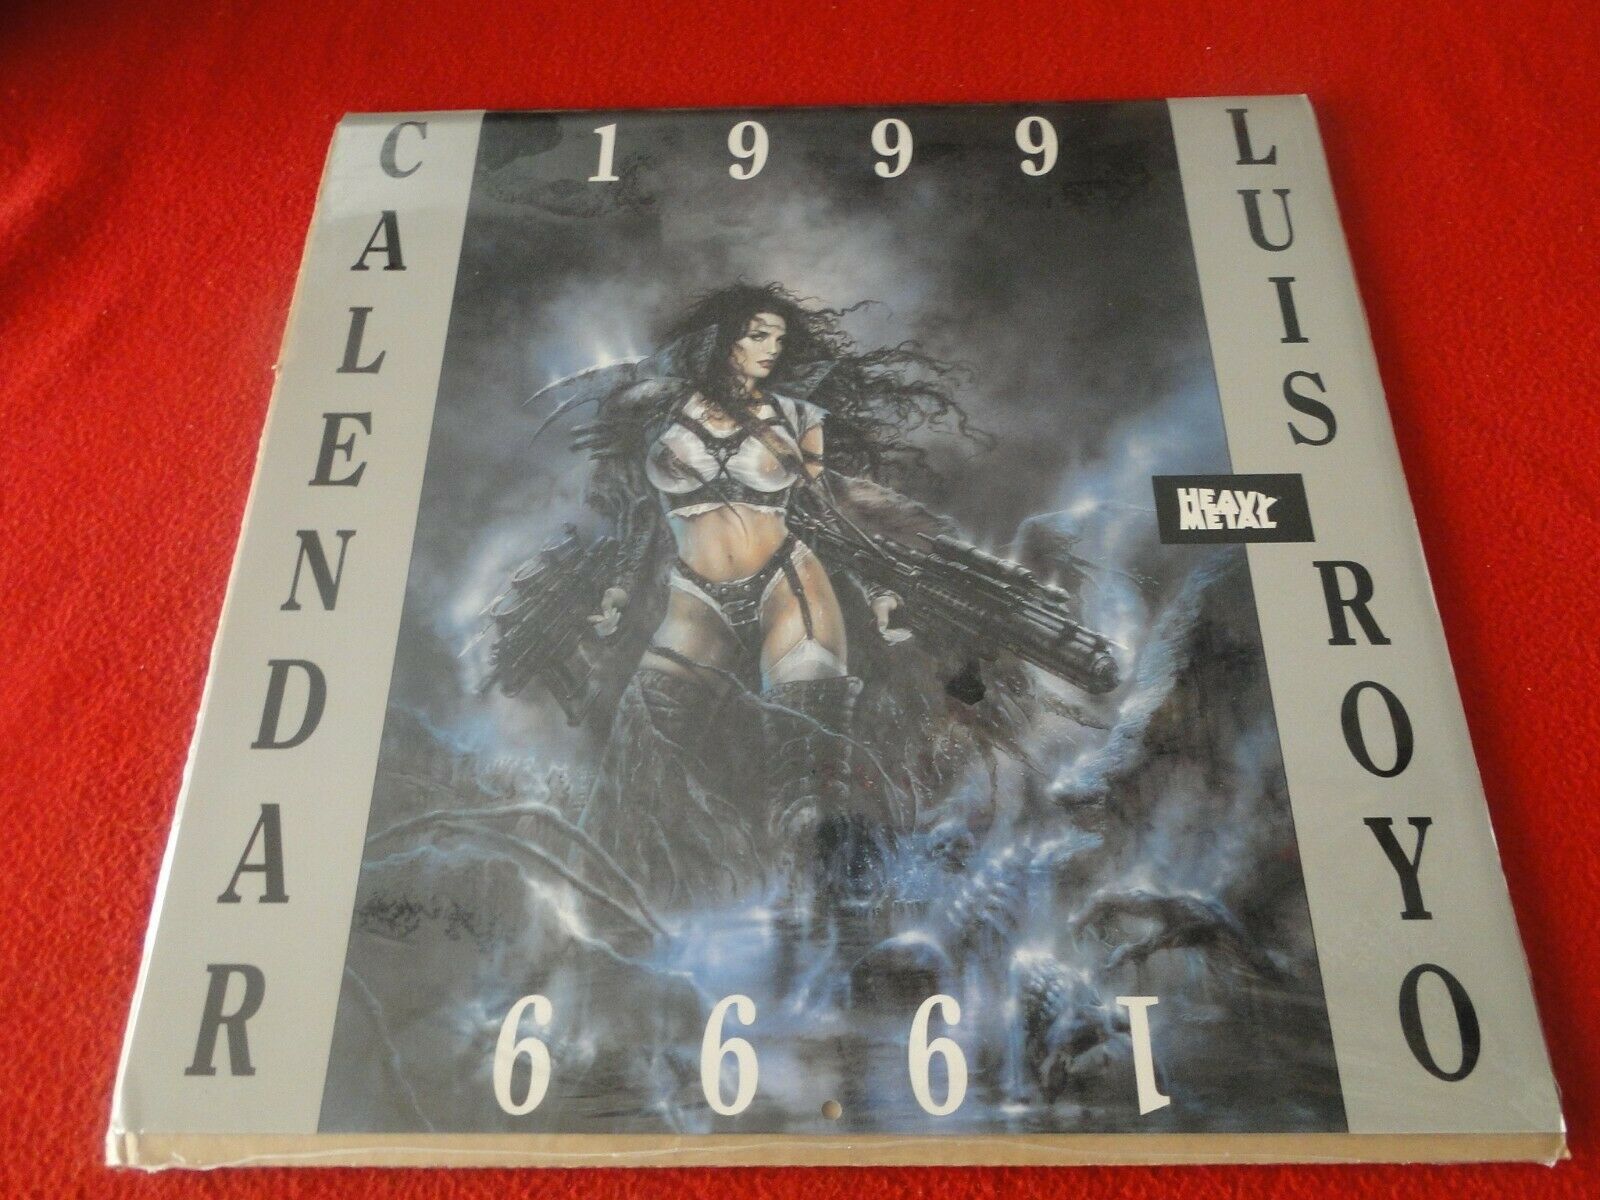 1999
CALENDAR
LUIS ROYO
HEAVY
METAL
1999